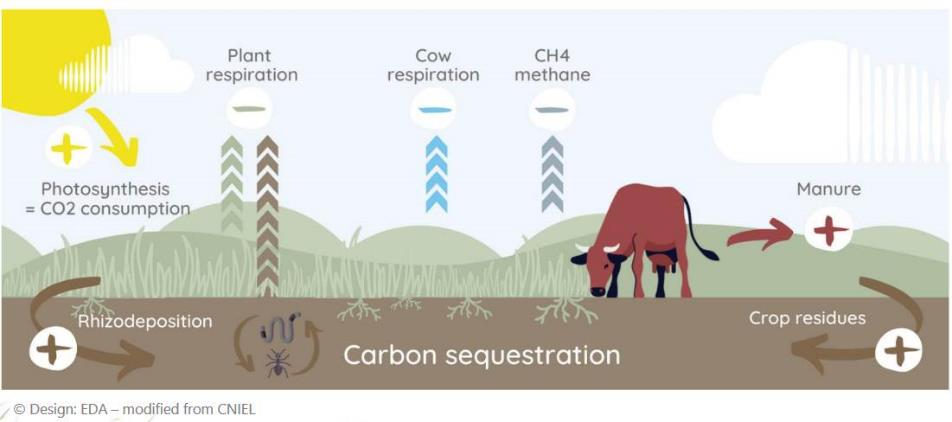 Plant
respiration
Cow
respiration
CH4
methane
Photosynthesis
= CO2 consumption
Manure
Rhizodeposition
Crop residues
Carbon sequestration
© Design: EDA – modified from CNIEL